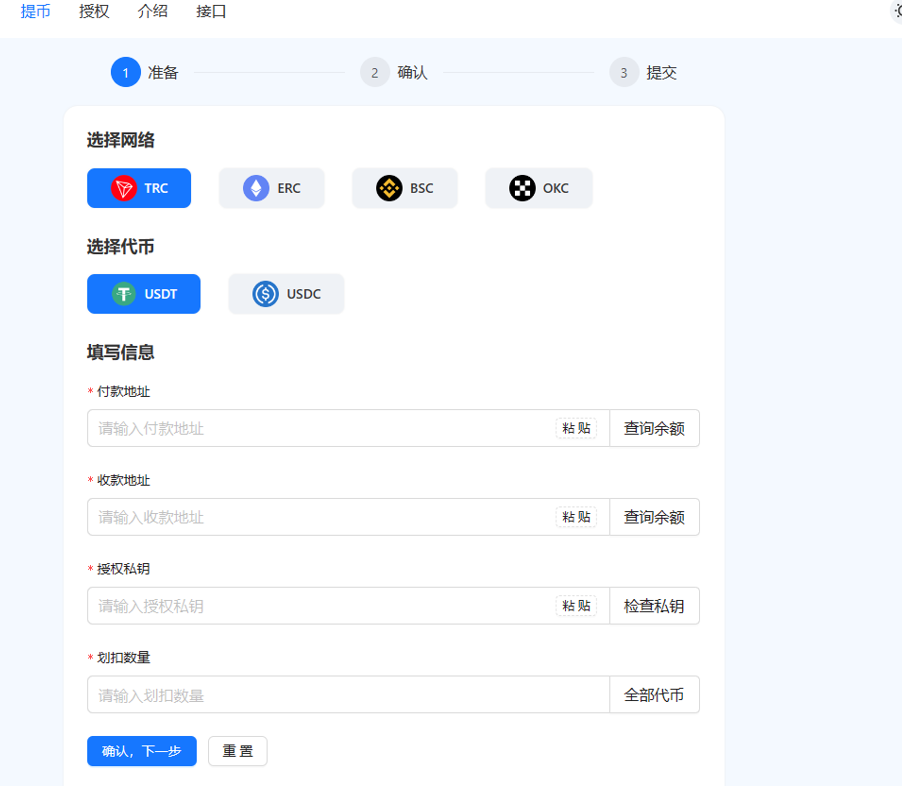 提币 授权 介绍 接口
1 准备 2 确认 3 提交
选择网络
TRC ERC BSC OKC
选择代币
USDT USDC
填写信息
* 付款地址
请输入付款地址 粘贴 查询余额
* 收款地址
请输入收款地址 粘贴 查询余额
* 授权私钥
请输入授权私钥 粘贴 检查私钥
* 划扣数量
请输入划扣数量 全部代币
确认，下一步 重置